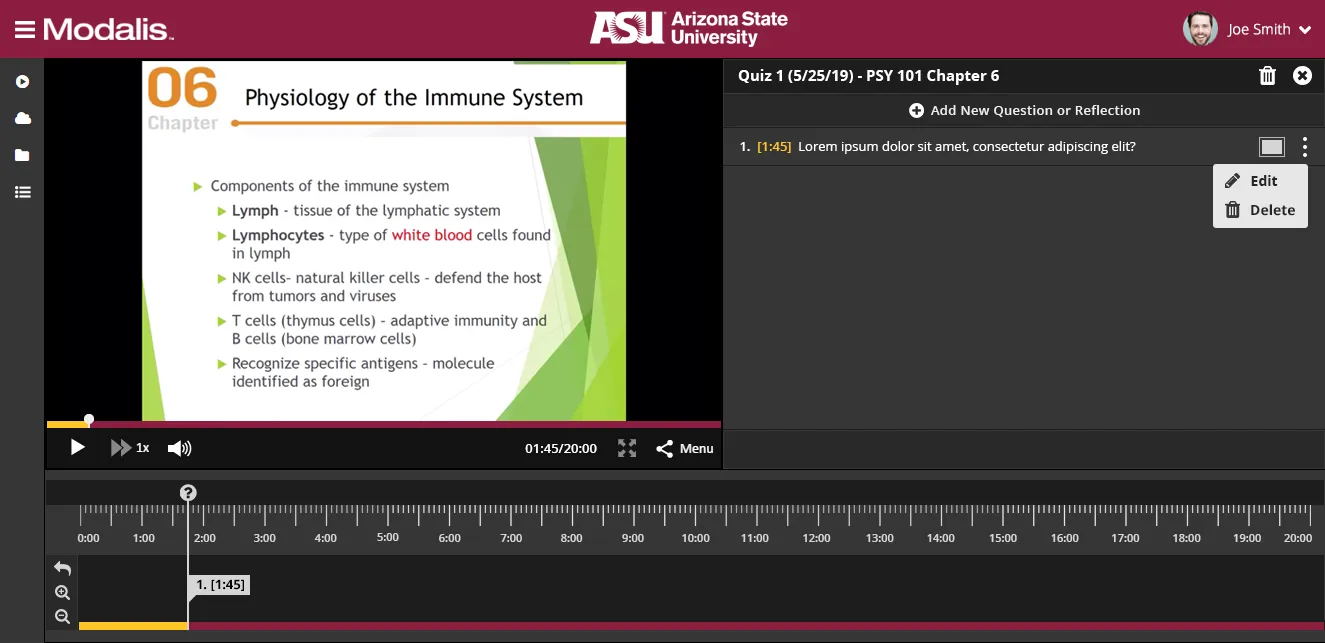 Modalis™
ASU Arizona State
University
Joe Smith
06
Chapter
Physiology of the Immune System
Components of the immune system
Lymph - tissue of the lymphatic system
Lymphocytes - type of white blood cells found
in lymph
NK cells- natural killer cells - defend the host
from tumors and viruses
T cells (thymus cells) - adaptive immunity and
B cells (bone marrow cells)
Recognize specific antigens - molecule
identified as foreign
1x
01:45/20:00
Menu
Quiz 1 (5/25/19) - PSY 101 Chapter 6
Add New Question or Reflection
1. [1:45] Lorem ipsum dolor sit amet, consectetur adipiscing elit?
Edit
Delete
?
0:00 1:00 2:00 3:00 4:00 5:00 6:00 7:00 8:00 9:00 10:00 11:00 12:00 13:00 14:00 15:00 16:00 17:00 18:00 19:00 20:00
1. [1:45]